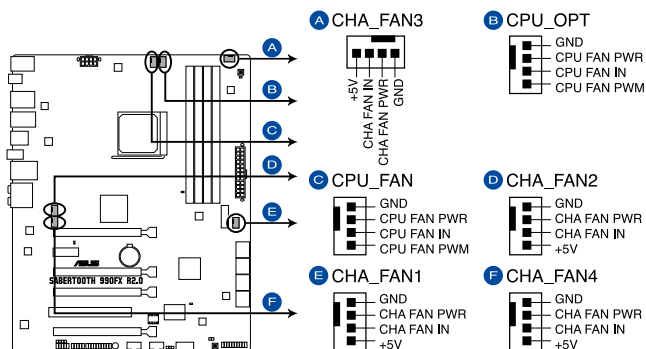 A CHA_FAN3
+5V
CHA FAN IN
CHA FAN PWR
GND
B CPU_OPT
GND
CPU FAN PWR
CPU FAN IN
CPU FAN PWM
A
B
C
D
E
F
C CPU_FAN
GND
CPU FAN PWR
CPU FAN IN
CPU FAN PWM
D CHA_FAN2
GND
CHA FAN PWR
CHA FAN IN
+5V
E CHA_FAN1
GND
CHA FAN PWR
CHA FAN IN
+5V
F CHA_FAN4
GND
CHA FAN PWR
CHA FAN IN
+5V
ASUS
SABERTOOTH 990FX R2.0